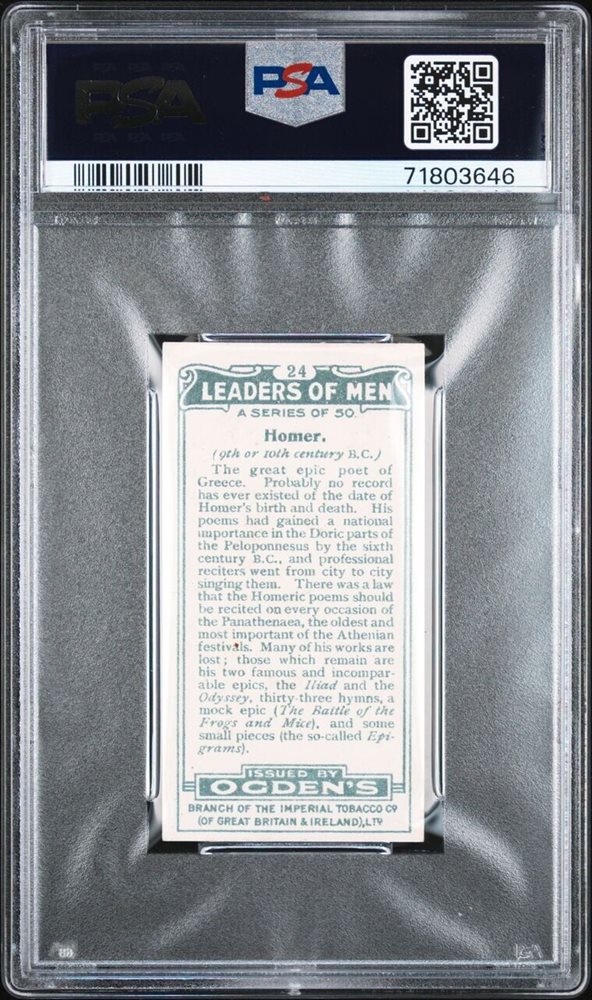 PSA
PSA
71803646
24
LEADERS OF MEN
A SERIES OF 50.
Homer.
(9th or 10th century B.C.)
The great epic poet of
Greece. Probably no record
has ever existed of the date of
Homer's birth and death. His
poems had gained a national
importance in the Doric parts of
the Peloponnesus by the sixth
century B.C., and professional
reciters went from city to city
singing them. There was a law
that the Homeric poems should
be recited on every occasion of
the Panathenaea, the oldest and
most important of the Athenian
festivals. Many of his works are
lost; those which remain are
his two famous and incompar-
able epics, the Iliad and the
Odyssey, thirty-three hymns, a
mock epic (The Battle of the
Frogs and Mice), and some
small pieces (the so-called Epi-
grams).
ISSUED BY
OGDEN'S
BRANCH OF THE IMPERIAL TOBACCO CO
(OF GREAT BRITAIN & IRELAND), LTD